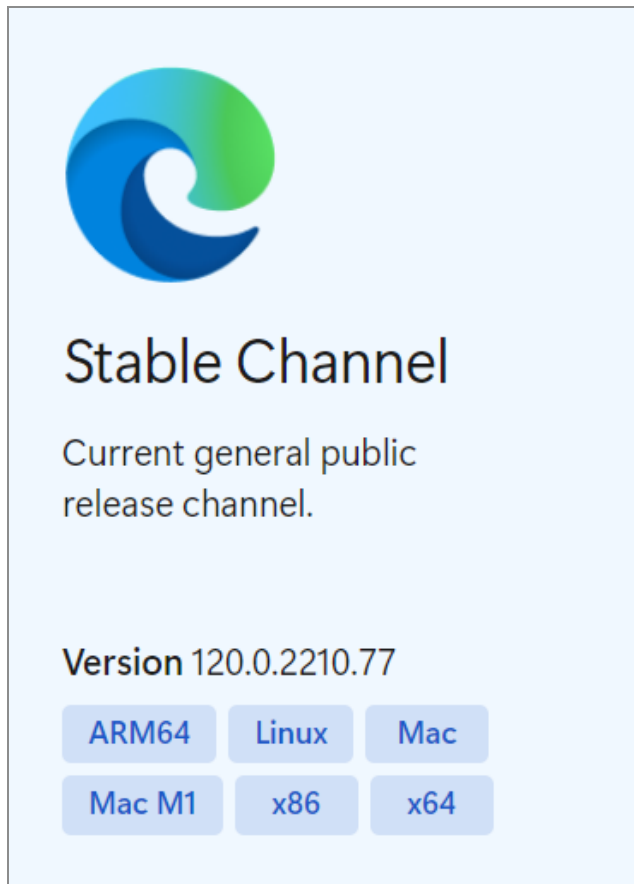 Stable Channel
Current general public
release channel.
Version 120.0.2210.77
ARM64 Linux Mac
Mac M1 x86 x64